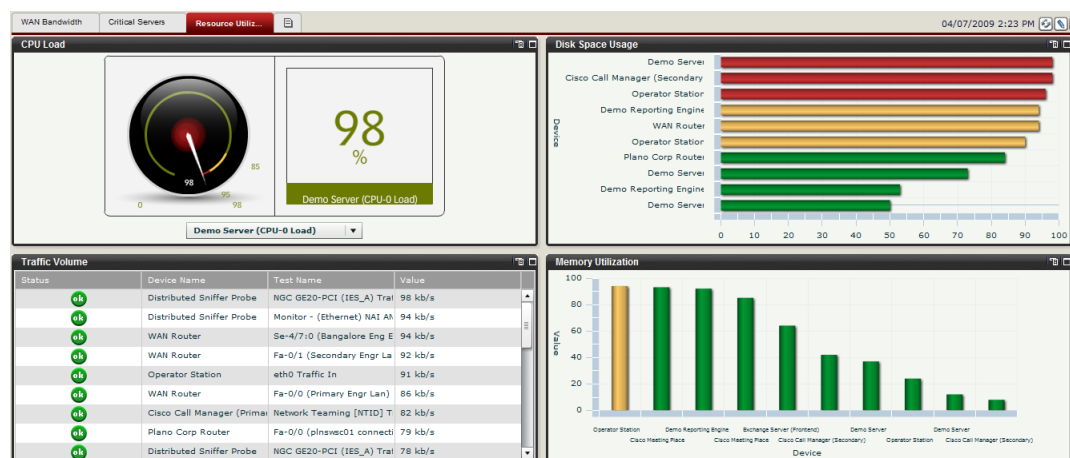 WAN Bandwidth
Critical Servers
Resource Utiliz...
04/07/2009 2:23 PM
CPU Load
85
98
95
0
98
98
%
Demo Server (CPU-0 Load)
Demo Server (CPU-0 Load)
Disk Space Usage
Device
Demo Server
Cisco Call Manager (Secondary
Operator Station
Demo Reporting Engine
WAN Router
Operator Station
Plano Corp Router
Demo Server
Demo Reporting Engine
Demo Server
0 10 20 30 40 50 60 70 80 90 100
Traffic Volume
Status Device Name Test Name Value
ok Distributed Sniffer Probe NGC GE20-PCI (IES_A) Traf 98 kb/s
ok Distributed Sniffer Probe Monitor - (Ethernet) NAI AN 94 kb/s
ok WAN Router Se-4/7:0 (Bangalore Eng E 94 kb/s
ok WAN Router Fa-0/1 (Secondary Engr La 92 kb/s
ok Operator Station eth0 Traffic In 91 kb/s
ok WAN Router Fa-0/0 (Primary Engr Lan) 86 kb/s
ok Cisco Call Manager (Primar Network Teaming [NTID] T 82 kb/s
ok Plano Corp Router Fa-0/0 (plnswsc01 connecti 79 kb/s
ok Distributed Sniffer Probe NGC GE20-PCI (IES_A) Traf 78 kb/s
Memory Utilization
Value
100
80
60
40
20
0
Operator Station Demo Reporting Engine Exchange Server (Frontend) Demo Server Demo Server
Cisco Meeting Place Cisco Meeting Place Cisco Call Manager (Secondary) Operator Station Cisco Call Manager (Secondary)
Device